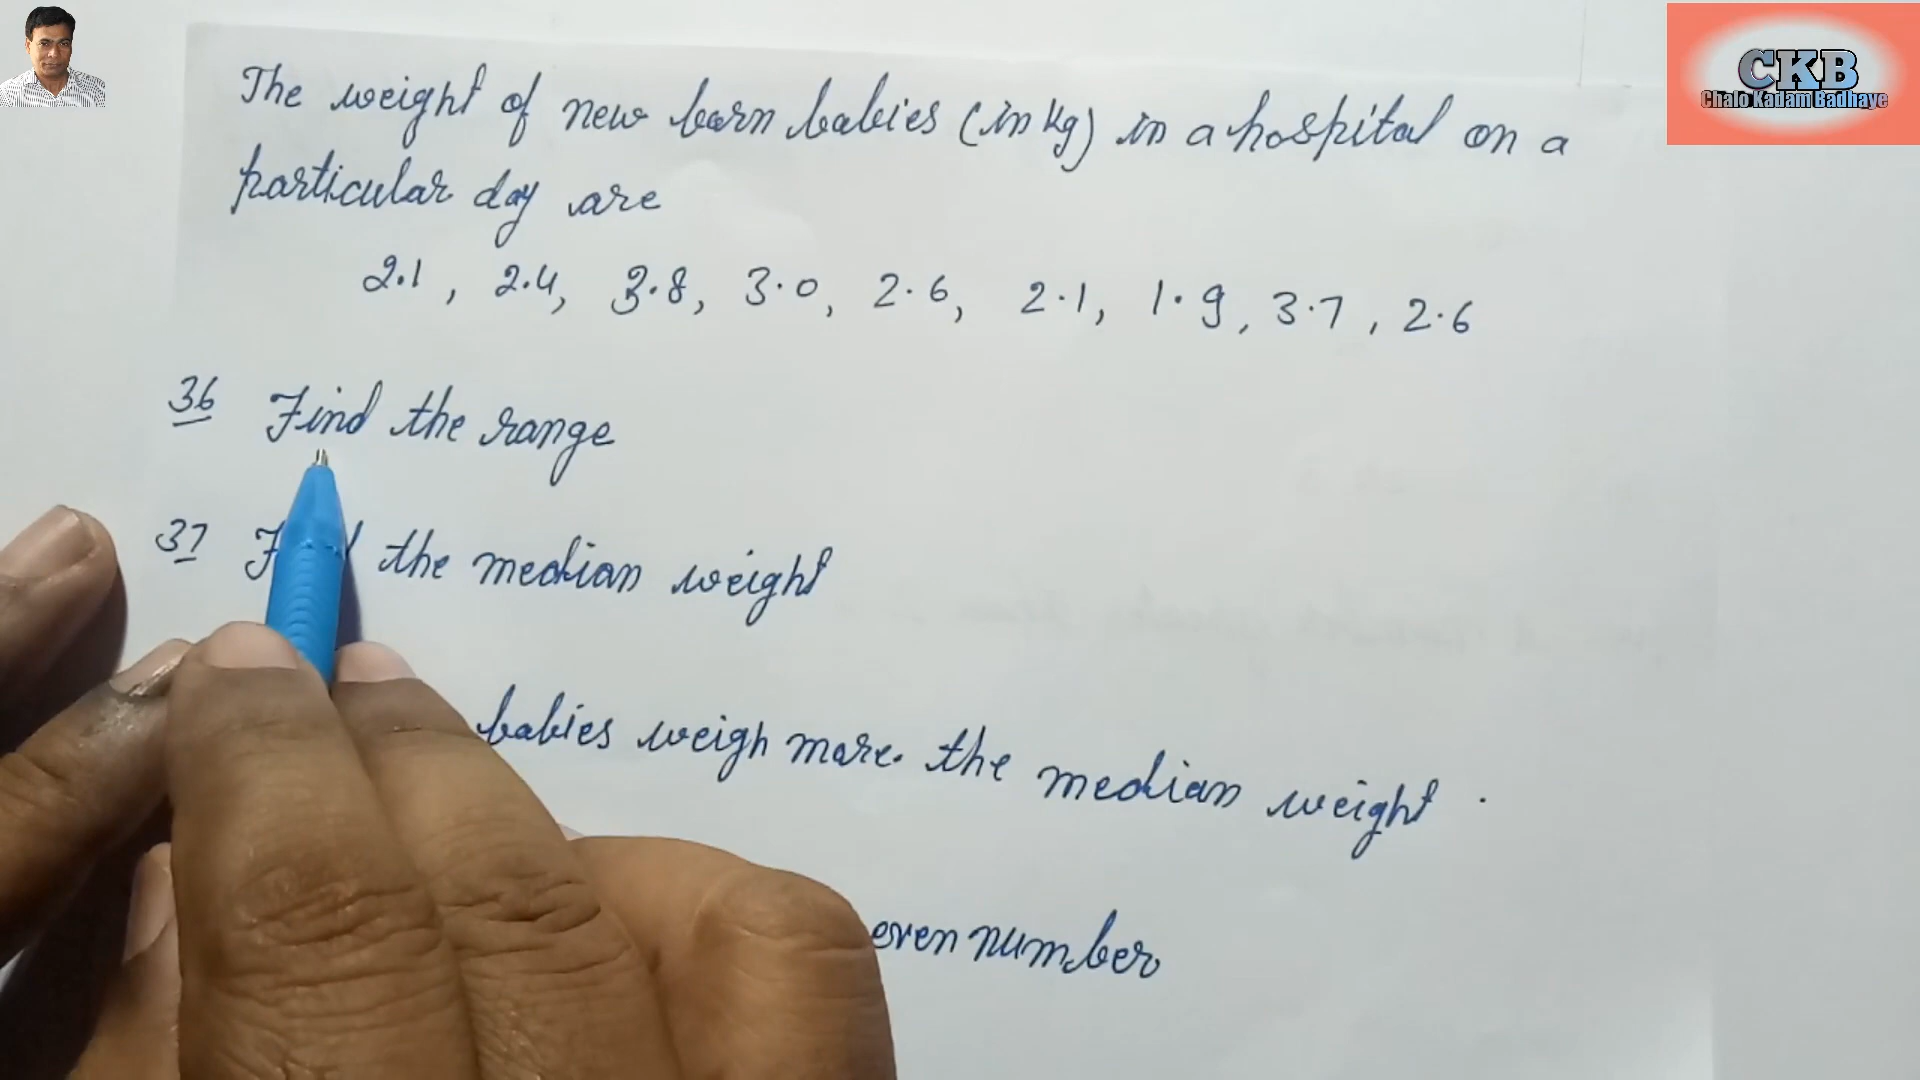 CKB
Chalo Kadam Badhaye
The weight of new born babies (in kg) in a hospital on a
particular day are
2.1, 2.4, 3.8, 3.0, 2.6, 2.1, 1.9, 3.7, 2.6
36 Find the range
37 the median weight
babies weigh more. the median weight.
even number